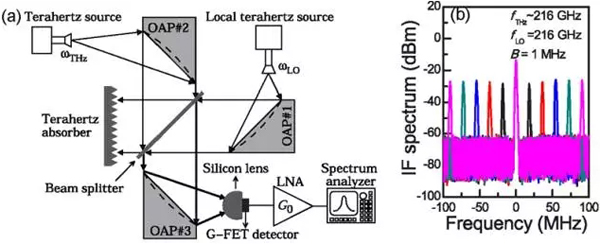 (a)
Terahertz source
OAP#2
Local terahertz source
ωTHz
ωLO
Terahertz
absorber
OAP#1
Beam splitter
Silicon lens
LNA
Spectrum
analyzer
G0
OAP#3
G-FET detector
(b)
fTHz~216 GHz
fLO=216 GHz
B = 1 MHz
IF spectrum (dBm)
20
0
-20
-40
-60
-80
-100
-100 -50 0 50 100
Frequency (MHz)